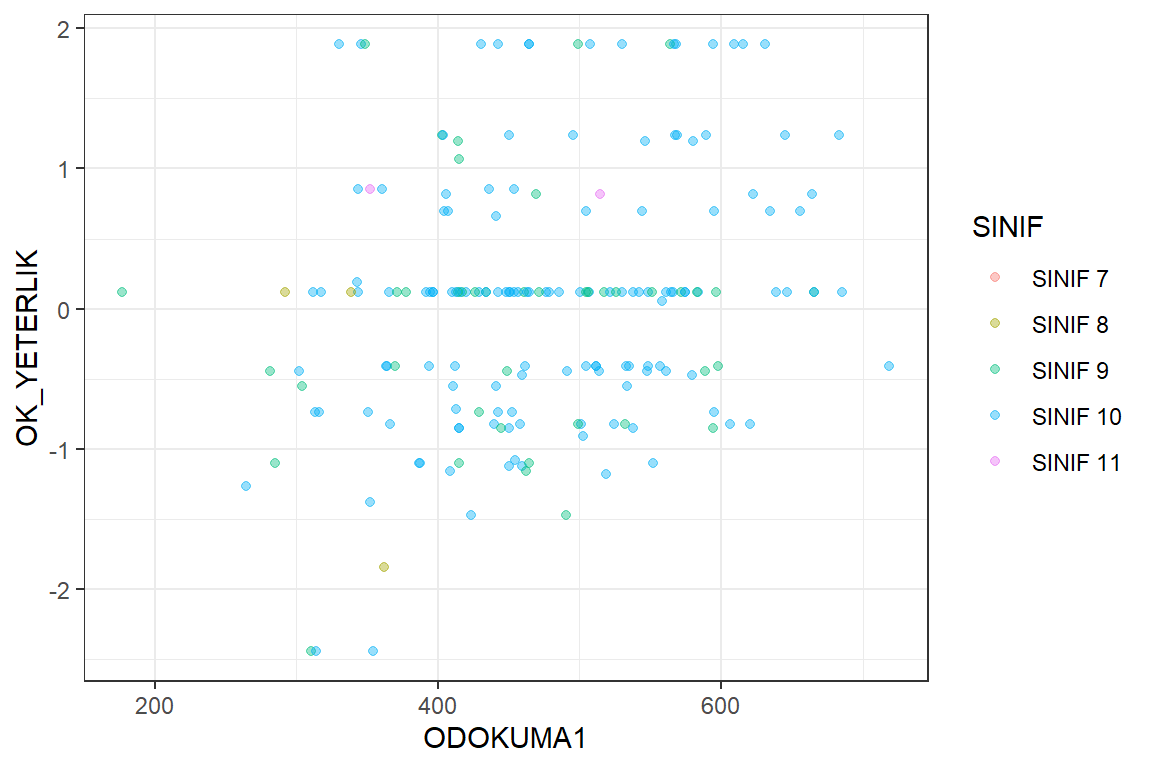 2
1
0
-1
-2
OK_YETERLIK
200
400
600
ODOKUMA1
SINIF
SINIF 7
SINIF 8
SINIF 9
SINIF 10
SINIF 11